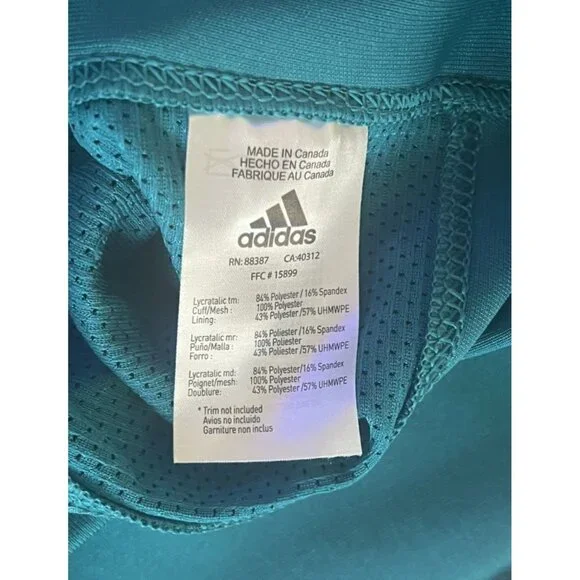 MADE IN Canada
HECHO EN Canada
FABRIQUE AU Canada
adidas
RN: 88387 CA:40312
FFC # 15899
Lycratalic tm: 84% Polyester/16% Spandex
Cuff/Mesh : 100% Polyester
Lining: 43% Polyester/57% UHMWPE
Lycratalic mr: 84% Poliester/16% Spandex
Puño/Malla : 100% Poliester
Forro : 43% Poliester/57% UHMWPE
Lycratalic md: 84% Polyester/16% Spandex
Poignet/mesh: 100% Polyester
Doublure: 43% Polyester/57% UHMWPE
* Trim not included
Avios no incluido
Garniture non inclus